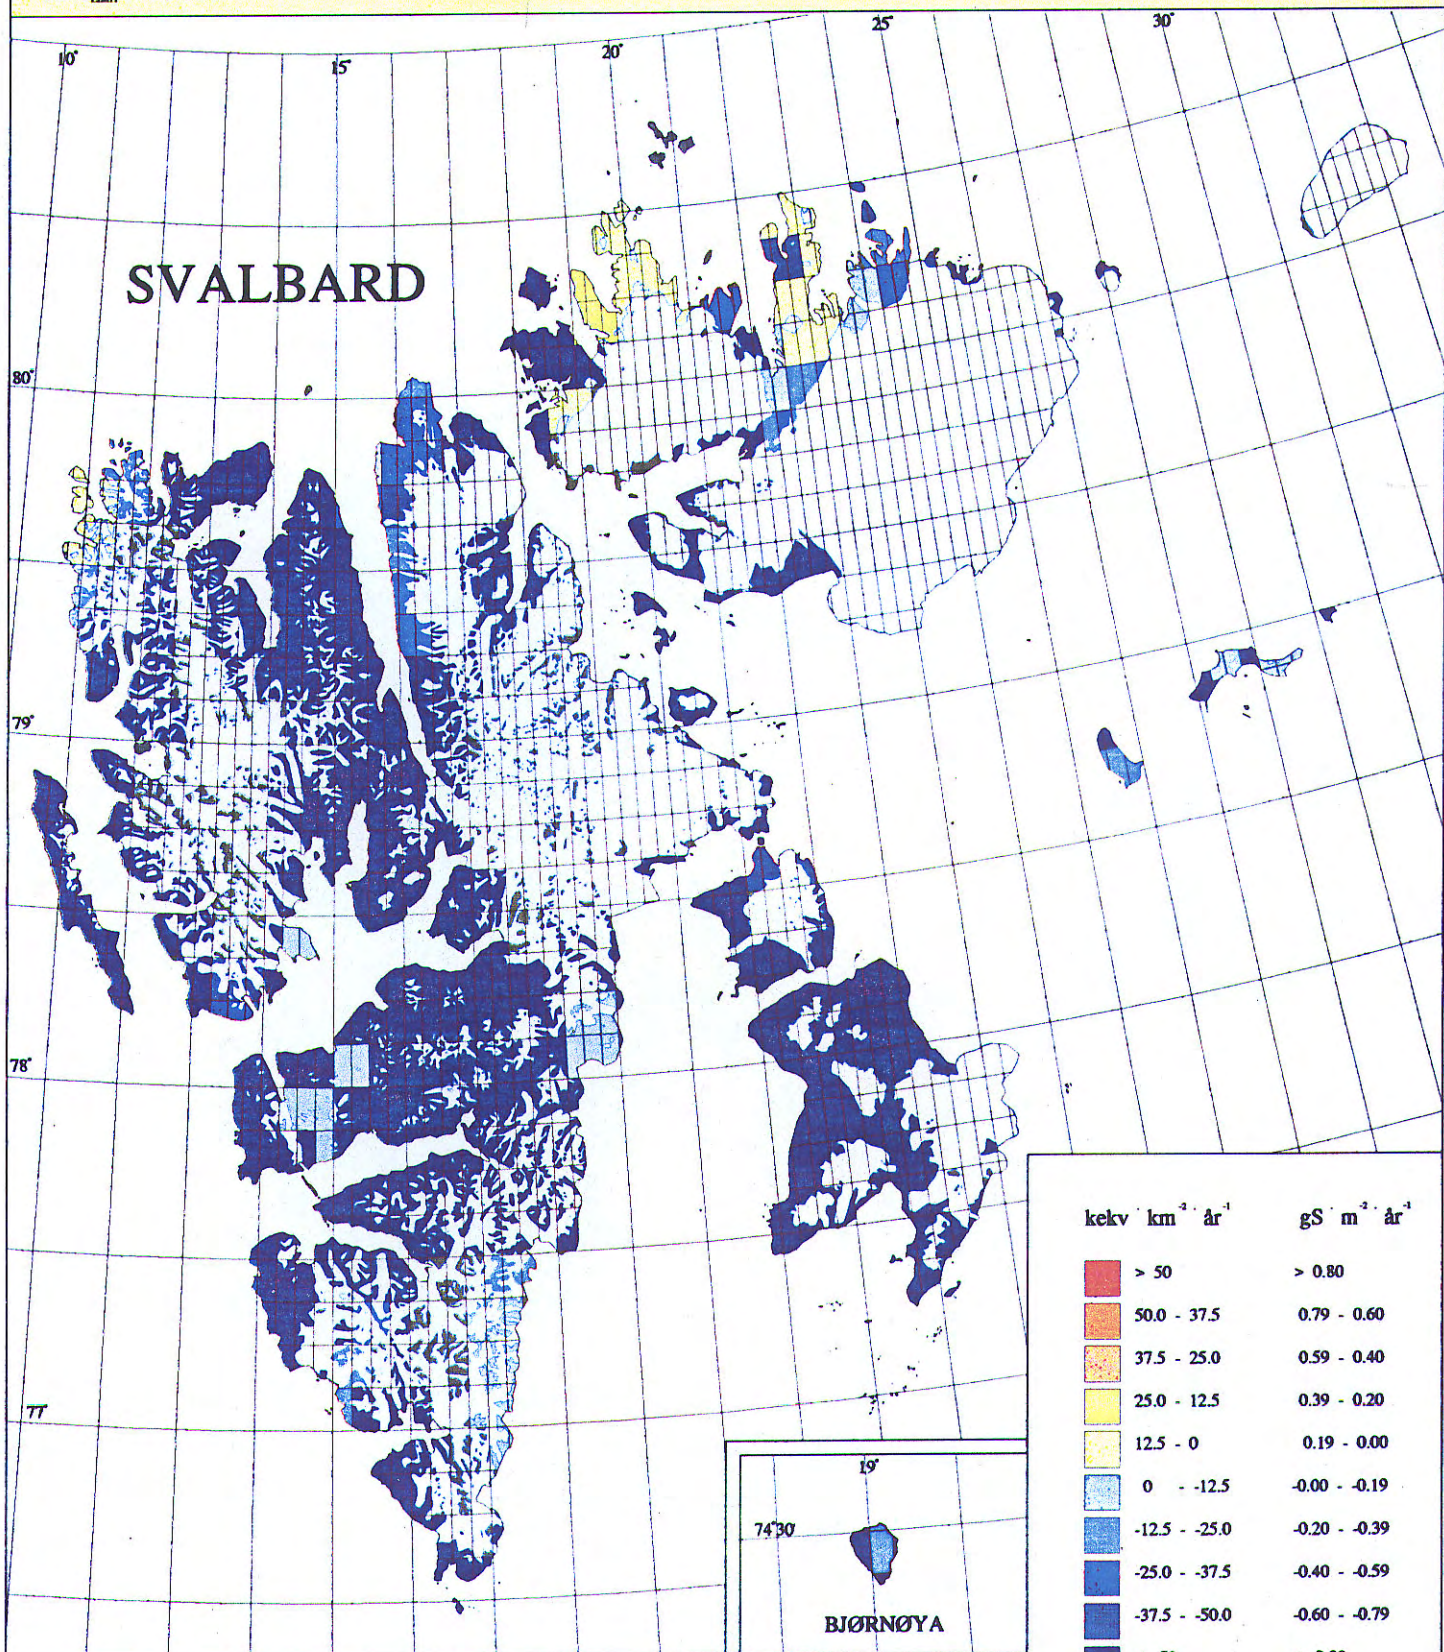 10°
15°
20°
25°
30°
SVALBARD
80°
79°
78°
77°
kekv · km⁻² · år⁻¹ gS · m⁻² · år⁻¹
> 50 > 0.80
50.0 - 37.5 0.79 - 0.60
37.5 - 25.0 0.59 - 0.40
25.0 - 12.5 0.39 - 0.20
12.5 - 0 0.19 - 0.00
0 - -12.5 -0.00 - -0.19
-12.5 - -25.0 -0.20 - -0.39
-25.0 - -37.5 -0.40 - -0.59
-37.5 - -50.0 -0.60 - -0.79
19°
74°30'
BJØRNØYA